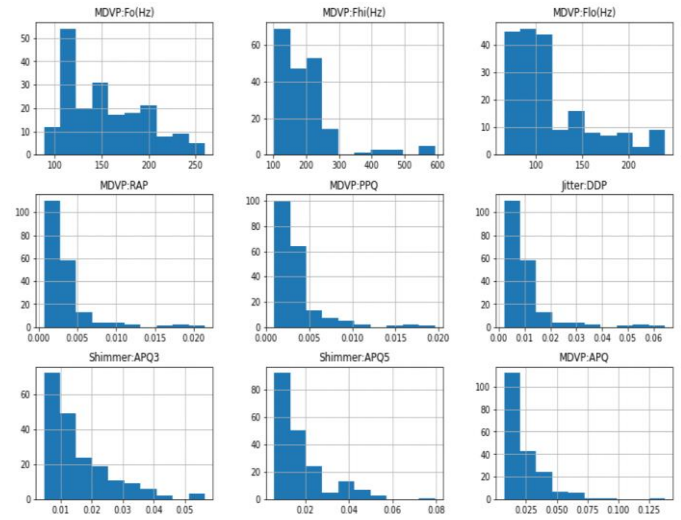 MDVP:Fo(Hz) MDVP:Fhi(Hz) MDVP:Flo(Hz)
50 60 40
40
30 40 30
20 20 20
10 10
0 0 0
100 150 200 250 100 200 300 400 500 600 100 150 200
MDVP:RAP MDVP:PPQ Jitter:DDP
100 100 100
80 80 80
60 60 60
40 40 40
20 20 20
0 0 0
0.000 0.005 0.010 0.015 0.020 0.000 0.005 0.010 0.015 0.020 0.00 0.01 0.02 0.03 0.04 0.05 0.06
Shimmer:APQ3 Shimmer:APQ5 MDVP:APQ
60 80 100
80
40 60 60
40 40
20 20 20
0 0 0
0.01 0.02 0.03 0.04 0.05 0.02 0.04 0.06 0.08 0.025 0.050 0.075 0.100 0.125